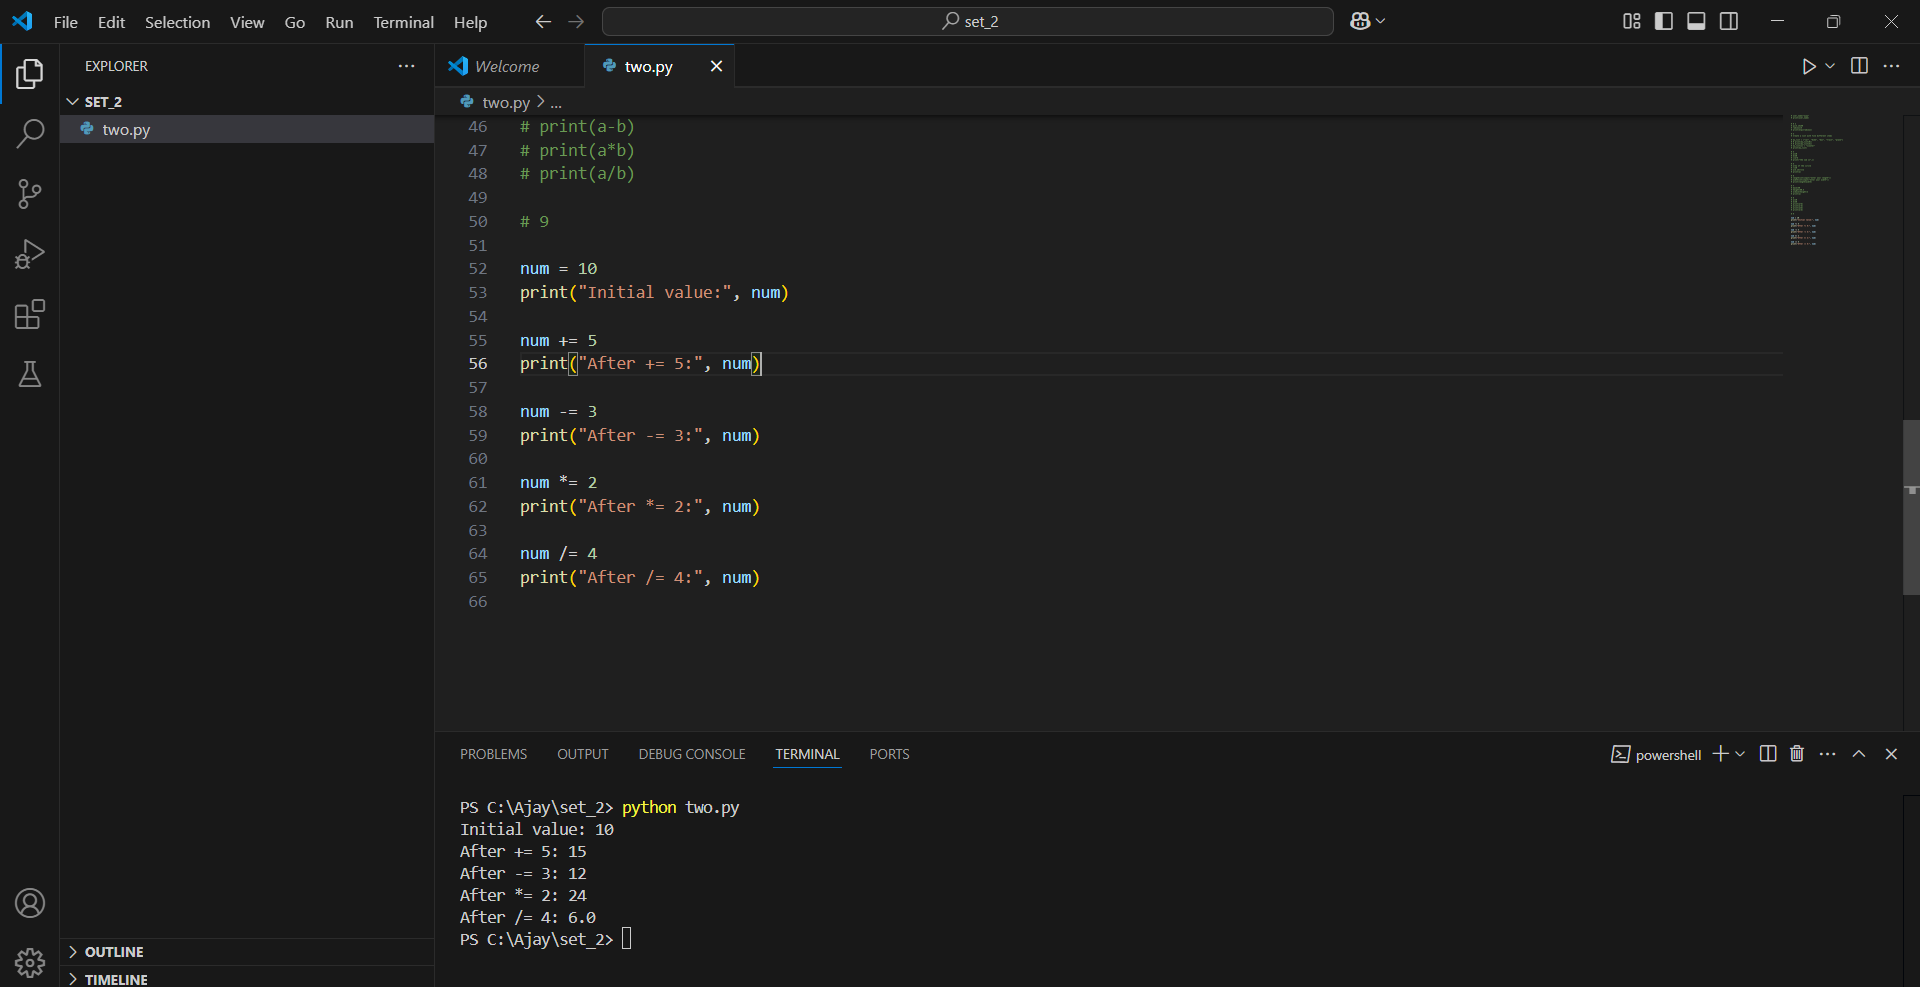 File Edit Selection View Go Run Terminal Help
set_2
EXPLORER
SET_2
two.py
Welcome
two.py
two.py > ...
46 # print(a-b)
47 # print(a*b)
48 # print(a/b)
49
50 # 9
51
52 num = 10
53 print("Initial value:", num)
54
55 num += 5
56 print("After += 5:", num)
57
58 num -= 3
59 print("After -= 3:", num)
60
61 num *= 2
62 print("After *= 2:", num)
63
64 num /= 4
65 print("After /= 4:", num)
66
PROBLEMS OUTPUT DEBUG CONSOLE TERMINAL PORTS
powershell
PS C:\Ajay\set_2> python two.py
Initial value: 10
After += 5: 15
After -= 3: 12
After *= 2: 24
After /= 4: 6.0
PS C:\Ajay\set_2>
OUTLINE
TIMELINE